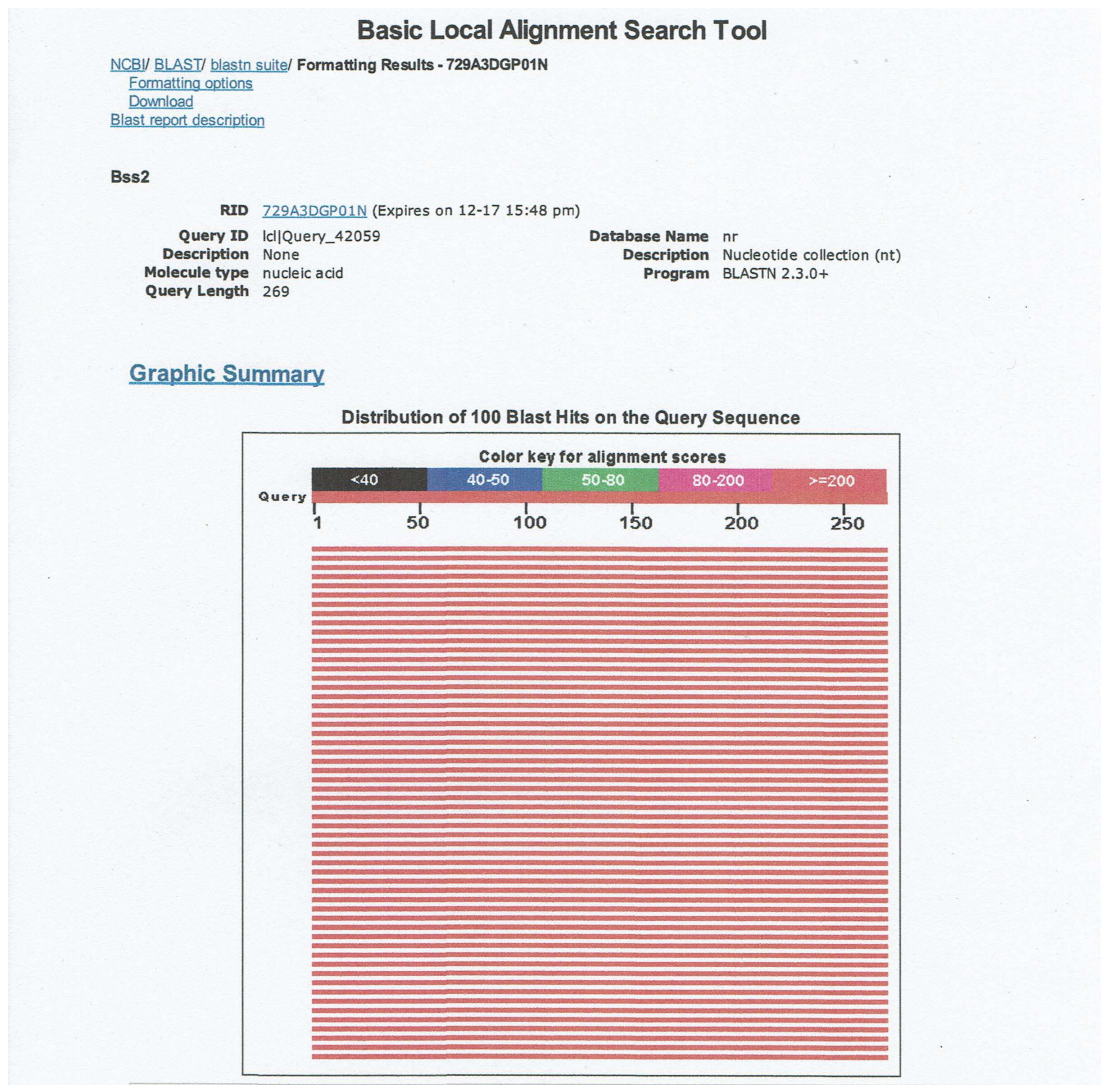 Basic Local Alignment Search Tool
NCBI/ BLAST/ blastn suite/ Formatting Results - 729A3DGP01N
Formatting options
Download
Blast report description
Bss2
RID 729A3DGP01N (Expires on 12-17 15:48 pm)
Query ID lcl|Query_42059
Description None
Molecule type nucleic acid
Query Length 269
Database Name nr
Description Nucleotide collection (nt)
Program BLASTN 2.3.0+
Graphic Summary
Distribution of 100 Blast Hits on the Query Sequence
Color key for alignment scores
<40 40-50 50-80 80-200 >=200
Query
1 50 100 150 200 250